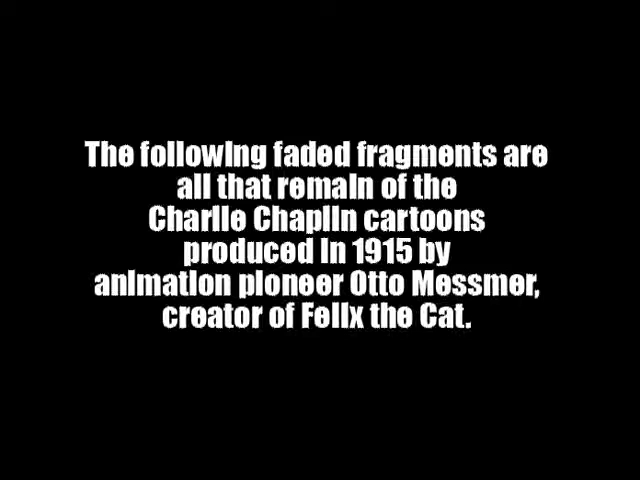 The following faded fragments are
all that remain of the
Charlie Chaplin cartoons
produced in 1915 by
animation pioneer Otto Messmer,
creator of Felix the Cat.